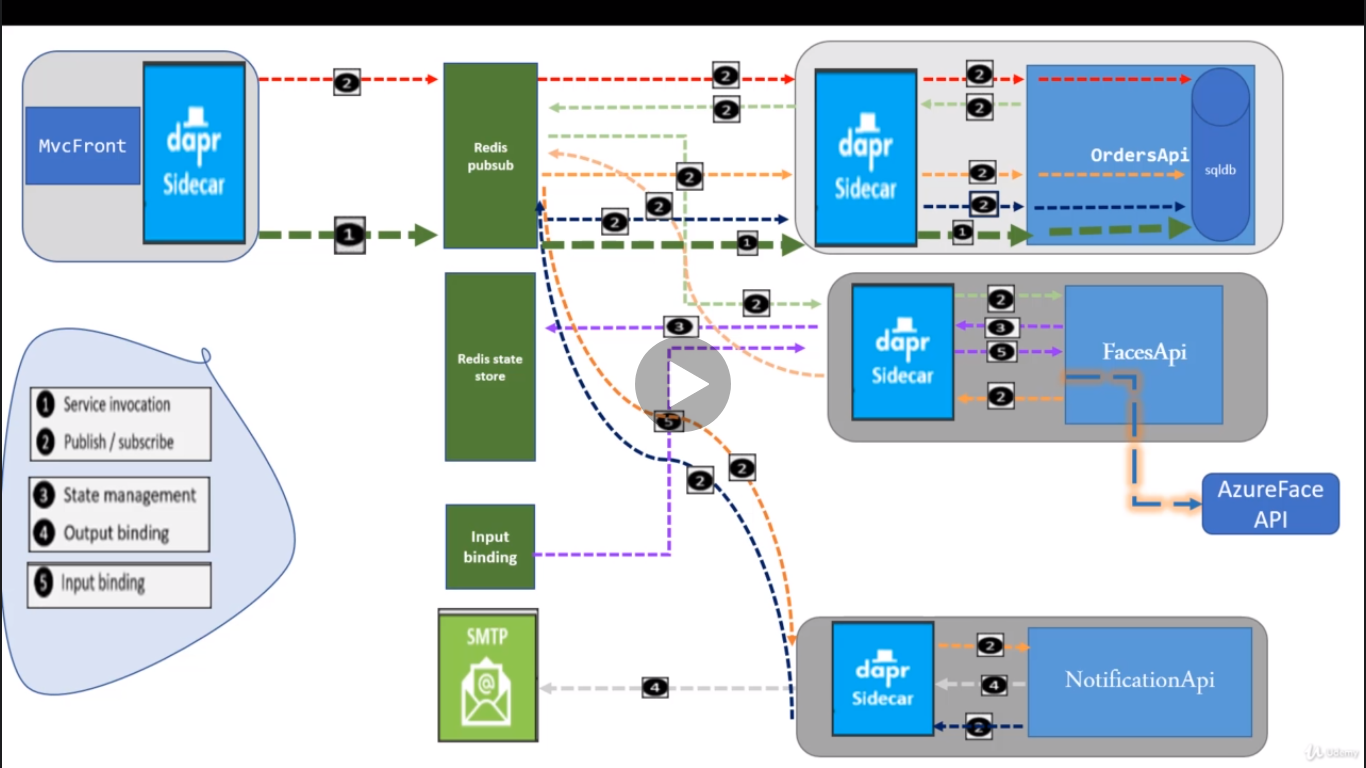 MvcFront
dapr
Sidecar
2
1
Redis
pubsub
2
2
2
2
2
1
dapr
Sidecar
2
2
2
2
1
OrdersApi
sqldb
Redis state
store
2
3
5
2
2
dapr
Sidecar
2
3
5
2
FacesApi
AzureFace
API
1 Service invocation
2 Publish / subscribe
3 State management
4 Output binding
5 Input binding
Input
binding
SMTP
@
4
dapr
Sidecar
2
4
2
NotificationApi
Udemy